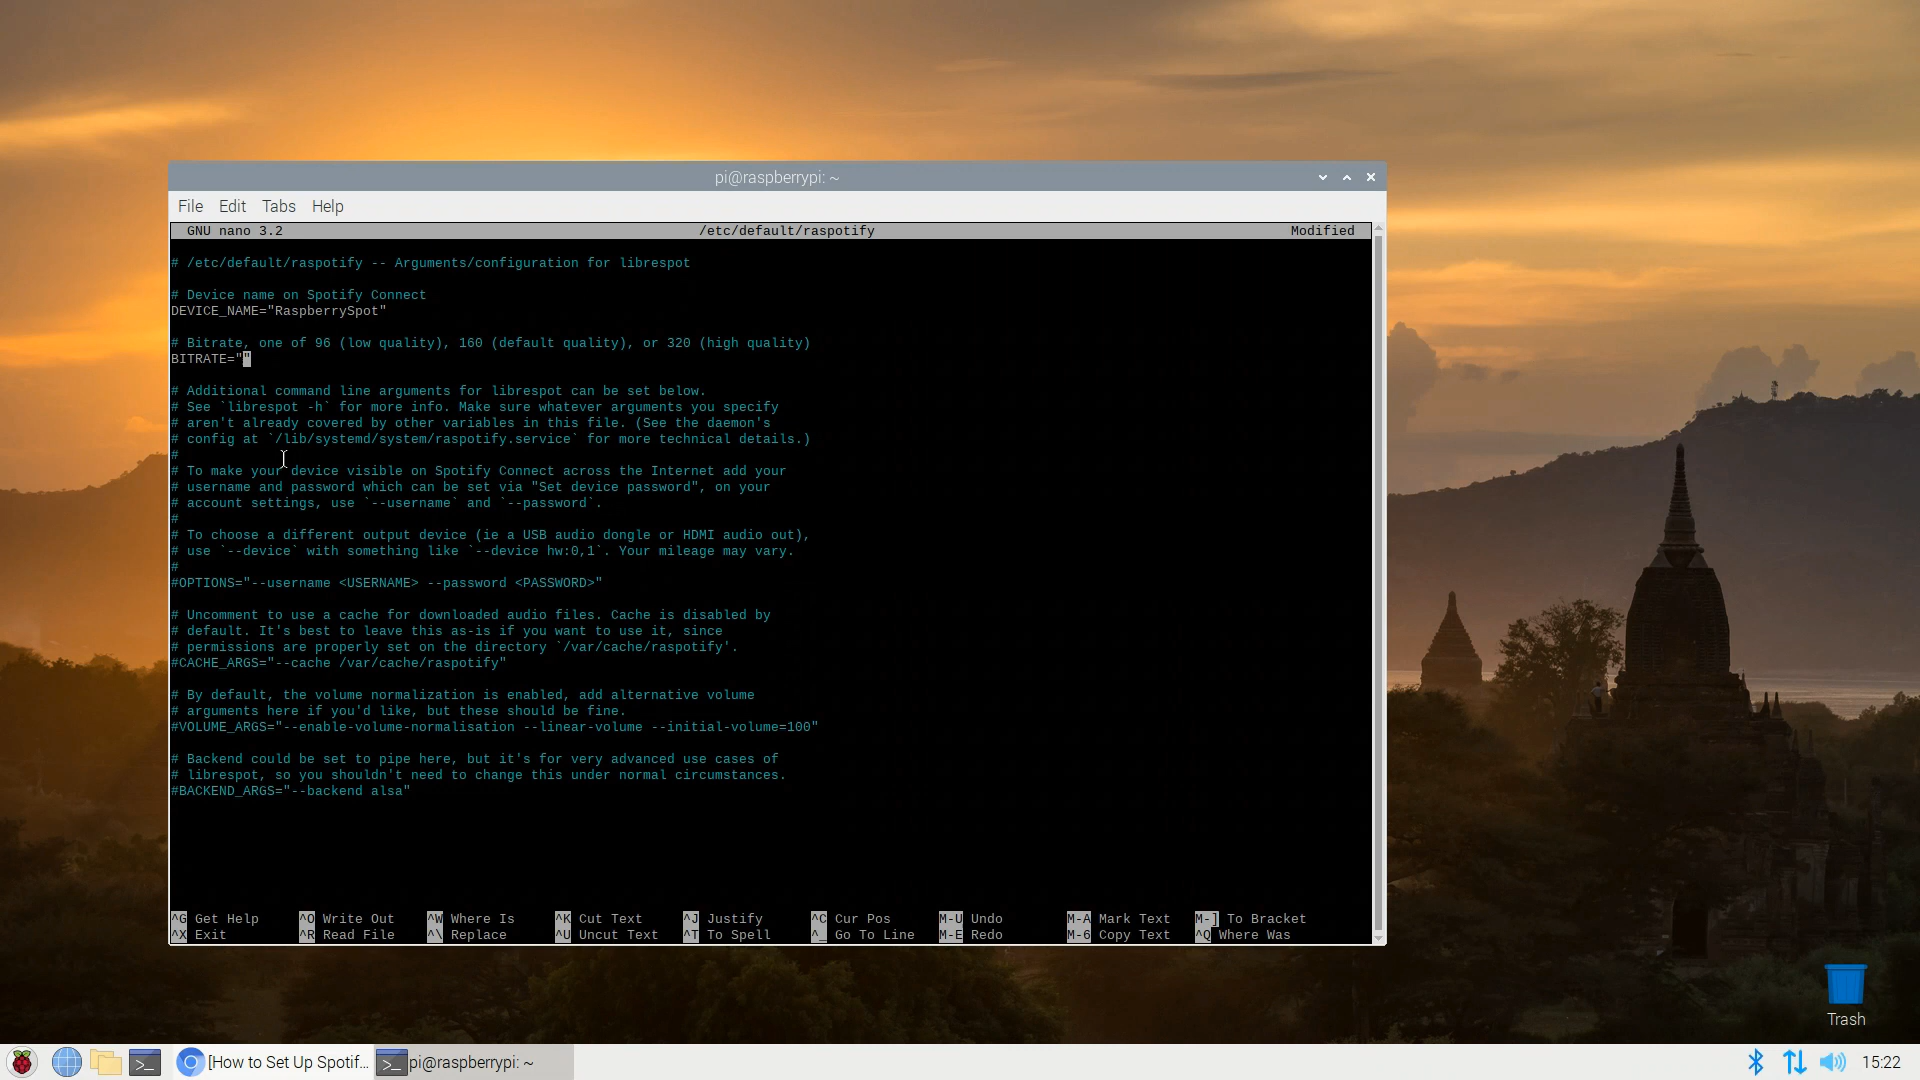 pi@raspberrypi: ~
File Edit Tabs Help
GNU nano 3.2 /etc/default/raspotify Modified
# /etc/default/raspotify -- Arguments/configuration for librespot
# Device name on Spotify Connect
DEVICE_NAME="RaspberrySpot"
# Bitrate, one of 96 (low quality), 160 (default quality), or 320 (high quality)
BITRATE=""
# Additional command line arguments for librespot can be set below.
# See `librespot -h` for more info. Make sure whatever arguments you specify
# aren't already covered by other variables in this file. (See the daemon's
# config at `/lib/systemd/system/raspotify.service` for more technical details.)
#
# To make your device visible on Spotify Connect across the Internet add your
# username and password which can be set via "Set device password", on your
# account settings, use `--username` and `--password`.
#
# To choose a different output device (ie a USB audio dongle or HDMI audio out),
# use `--device` with something like `--device hw:0,1`. Your mileage may vary.
#
#OPTIONS="--username <USERNAME> --password <PASSWORD>"
# Uncomment to use a cache for downloaded audio files. Cache is disabled by
# default. It's best to leave this as-is if you want to use it, since
# permissions are properly set on the directory `/var/cache/raspotify'.
#CACHE_ARGS="--cache /var/cache/raspotify"
# By default, the volume normalization is enabled, add alternative volume
# arguments here if you'd like, but these should be fine.
#VOLUME_ARGS="--enable-volume-normalisation --linear-volume --initial-volume=100"
# Backend could be set to pipe here, but it's for very advanced use cases of
# librespot, so you shouldn't need to change this under normal circumstances.
#BACKEND_ARGS="--backend alsa"
^G Get Help ^O Write Out ^W Where Is ^K Cut Text ^J Justify ^C Cur Pos M-U Undo M-A Mark Text M-] To Bracket
^X Exit ^R Read File ^\ Replace ^U Uncut Text ^T To Spell ^_ Go To Line M-E Redo M-6 Copy Text ^Q Where Was
Trash
[How to Set Up Spotif... pi@raspberrypi: ~ 15:22